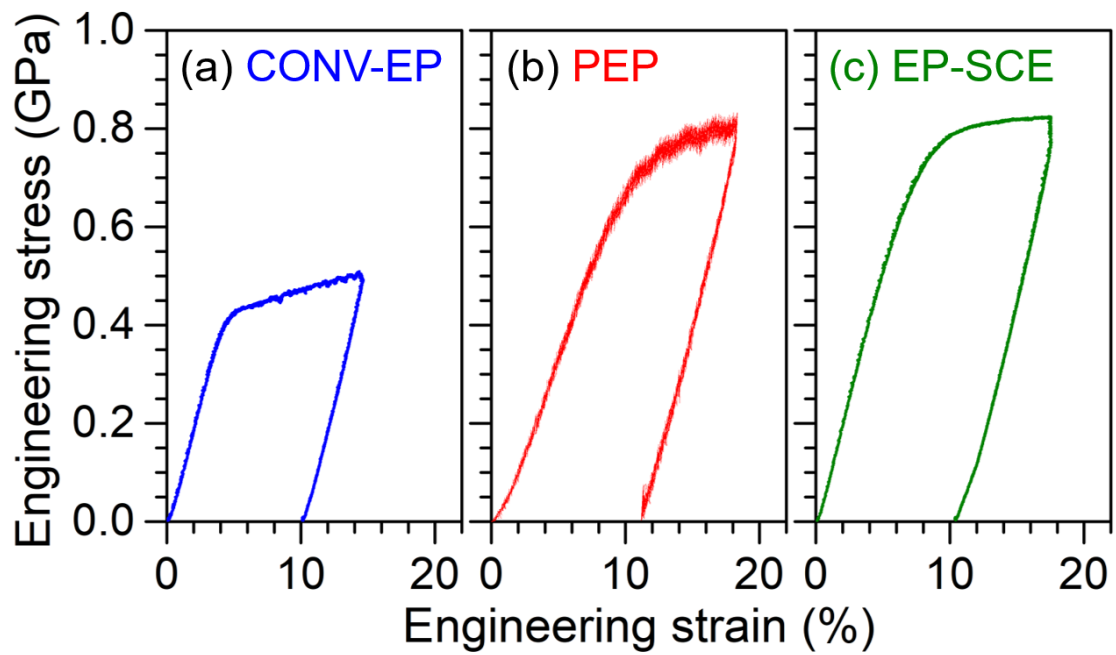 Engineering stress (GPa)
1.0
0.8
0.6
0.4
0.2
0.0
(a) CONV-EP
(b) PEP
(c) EP-SCE
0 10 20 0 10 20 0 10 20
Engineering strain (%)